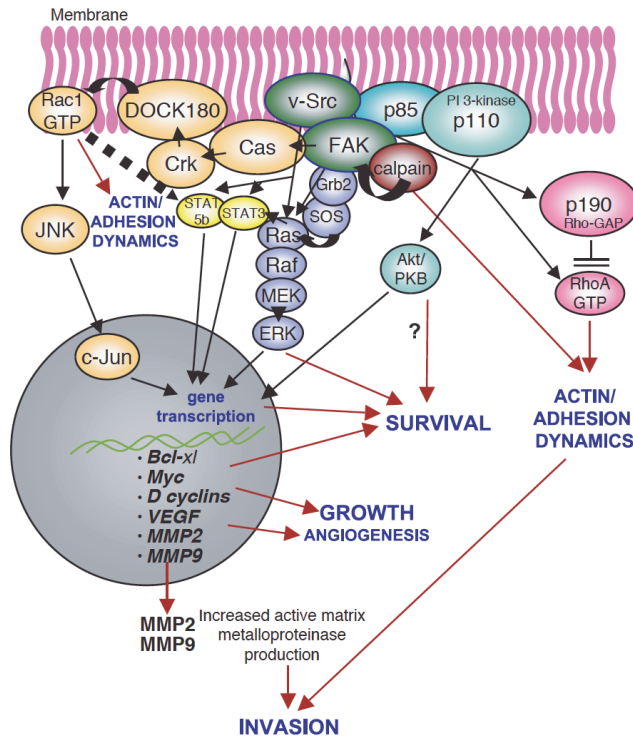 Membrane
Rac1
GTP
DOCK180
v-Src
p85
PI 3-kinase
p110
Crk
Cas
FAK
calpain
Grb2
SOS
STAT
5b
STAT3
ACTIN/
ADHESION
DYNAMICS
JNK
Ras
Raf
MEK
ERK
Akt/
PKB
p190
Rho-GAP
RhoA
GTP
?
c-Jun
gene
transcription
SURVIVAL
ACTIN/
ADHESION
DYNAMICS
· Bcl-xl
· Myc
· D cyclins
· VEGF
· MMP2
· MMP9
GROWTH
ANGIOGENESIS
MMP2
MMP9
Increased active matrix
metalloproteinase
production
INVASION